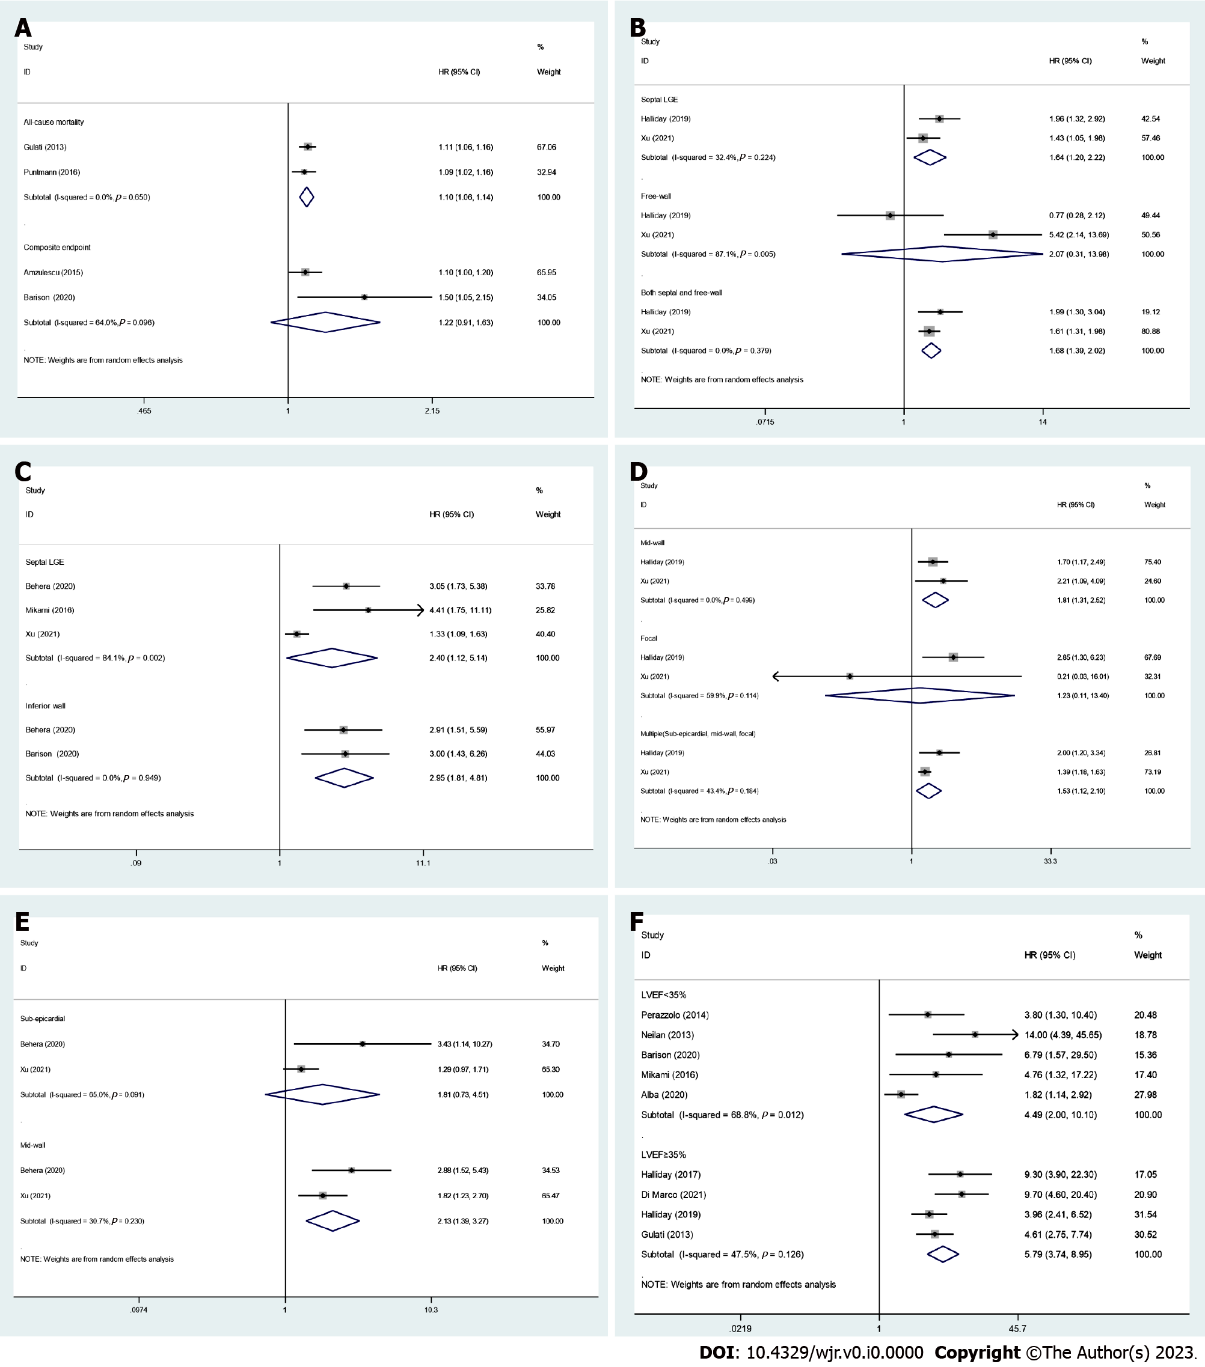 A
Study %
ID HR (95% CI) Weight
All-cause mortality
Gulati (2013) 1.11 (1.06, 1.16) 67.06
Puntmann (2016) 1.09 (1.02, 1.16) 32.94
Subtotal (I-squared = 0.0%, P = 0.650) 1.10 (1.06, 1.14) 100.00
.
Composite endpoint
Amzulescu (2015) 1.10 (1.00, 1.20) 65.95
Barison (2020) 1.50 (1.05, 2.15) 34.05
Subtotal (I-squared = 64.0%, P = 0.096) 1.22 (0.91, 1.63) 100.00
NOTE: Weights are from random effects analysis
.465 1 2.15
B
Study %
ID HR (95% CI) Weight
Septal LGE
Halliday (2019) 1.96 (1.32, 2.92) 42.54
Xu (2021) 1.43 (1.05, 1.96) 57.46
Subtotal (I-squared = 32.4%, P = 0.224) 1.64 (1.20, 2.22) 100.00
.
Free-wall
Halliday (2019) 0.77 (0.28, 2.12) 49.44
Xu (2021) 5.42 (2.14, 13.69) 50.56
Subtotal (I-squared = 87.1%, P = 0.005) 2.07 (0.31, 13.98) 100.00
.
Both septal and free-wall
Halliday (2019) 1.99 (1.30, 3.04) 19.12
Xu (2021) 1.61 (1.31, 1.98) 80.88
Subtotal (I-squared = 0.0%, P = 0.379) 1.68 (1.39, 2.02) 100.00
.
NOTE: Weights are from random effects analysis
.0715 1 14
C
Study %
ID HR (95% CI) Weight
Septal LGE
Behera (2020) 3.05 (1.73, 5.38) 33.78
Mikami (2016) 4.41 (1.75, 11.11) 25.82
Xu (2021) 1.33 (1.09, 1.63) 40.40
Subtotal (I-squared = 84.1%, P = 0.002) 2.40 (1.12, 5.14) 100.00
.
Inferior wall
Behera (2020) 2.91 (1.51, 5.59) 55.97
Barison (2020) 3.00 (1.43, 6.26) 44.03
Subtotal (I-squared = 0.0%, P = 0.949) 2.95 (1.81, 4.81) 100.00
.
NOTE: Weights are from random effects analysis
.09 1 11.1
D
Study %
ID HR (95% CI) Weight
Mid-wall
Halliday (2019) 1.70 (1.17, 2.49) 75.40
Xu (2021) 2.21 (1.09, 4.09) 24.60
Subtotal (I-squared = 0.0%, P = 0.499) 1.81 (1.31, 2.52) 100.00
.
Focal
Halliday (2019) 2.85 (1.30, 6.23) 67.69
Xu (2021) 0.21 (0.03, 16.01) 32.31
Subtotal (I-squared = 59.9%, P = 0.114) 1.23 (0.11, 13.40) 100.00
.
Multiple(Sub-epicardial, mid-wall, focal)
Halliday (2019) 2.00 (1.20, 3.34) 26.81
Xu (2021) 1.39 (1.18, 1.63) 73.19
Subtotal (I-squared = 43.4%, P = 0.184) 1.53 (1.12, 2.10) 100.00
.
NOTE: Weights are from random effects analysis
.03 1 33.3
E
Study %
ID HR (95% CI) Weight
Sub-epicardial
Behera (2020) 3.43 (1.14, 10.27) 34.70
Xu (2021) 1.29 (0.97, 1.71) 65.30
Subtotal (I-squared = 65.0%, P = 0.091) 1.81 (0.73, 4.51) 100.00
.
Mid-wall
Behera (2020) 2.88 (1.52, 5.43) 34.53
Xu (2021) 1.82 (1.23, 2.70) 65.47
Subtotal (I-squared = 30.7%, P = 0.230) 2.13 (1.39, 3.27) 100.00
.
NOTE: Weights are from random effects analysis
.0974 1 10.3
F
Study %
ID HR (95% CI) Weight
LVEF<35%
Perazzolo (2014) 3.80 (1.30, 10.40) 20.48
Neilan (2013) 14.00 (4.39, 45.65) 18.78
Barison (2020) 6.79 (1.57, 29.50) 15.36
Mikami (2016) 4.76 (1.32, 17.22) 17.40
Alba (2020) 1.82 (1.14, 2.92) 27.98
Subtotal (I-squared = 68.8%, p = 0.012) 4.49 (2.00, 10.10) 100.00
.
LVEF≥35%
Halliday (2017) 9.30 (3.90, 22.30) 17.05
Di Marco (2021) 9.70 (4.60, 20.40) 20.90
Halliday (2019) 3.96 (2.41, 6.52) 31.54
Gulati (2013) 4.61 (2.75, 7.74) 30.52
Subtotal (I-squared = 47.5%, p = 0.126) 5.79 (3.74, 8.95) 100.00
.
NOTE: Weights are from random effects analysis
.0219 1 45.7
DOI: 10.4329/wjr.v0.i0.0000 Copyright ©The Author(s) 2023.